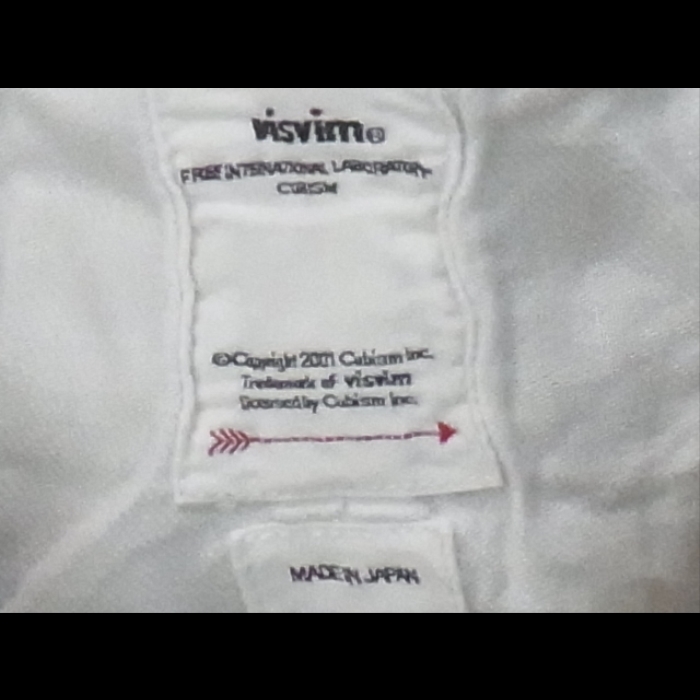 visvim®
FREE INTERNATIONAL LABORATORY
CUBISM
©Copyright 2001 Cubism Inc.
Trademark of visvim
licensed by Cubism Inc.
MADE IN JAPAN